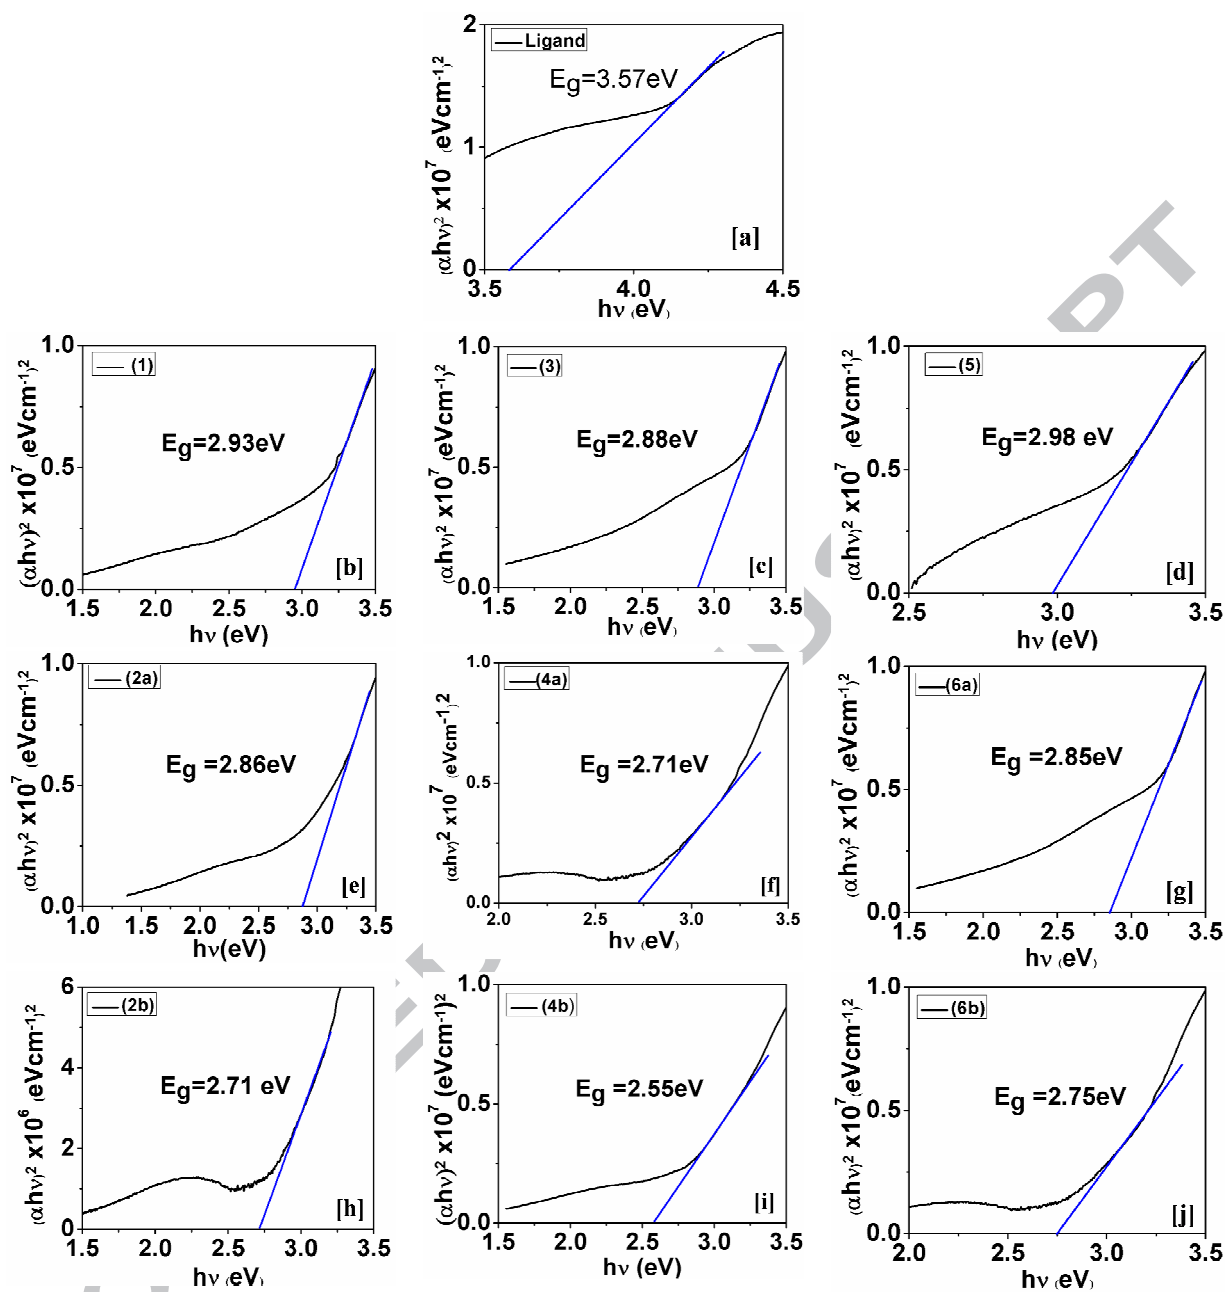 Ligand
Eg=3.57eV
(αhν)² x10⁷ (eVcm⁻¹)²
2
1
0
[a]
3.5 4.0 4.5
hν (eV)
(1)
Eg=2.93eV
(αhν)² x10⁷ (eVcm⁻¹)²
1.0
0.5
0.0
[b]
1.5 2.0 2.5 3.0 3.5
hν (eV)
(3)
Eg=2.88eV
(αhν)² x10⁷ (eVcm⁻¹)²
1.0
0.5
0.0
[c]
1.5 2.0 2.5 3.0 3.5
hν (eV)
(5)
Eg=2.98 eV
(αhν)² x10⁷ (eVcm⁻¹)²
1.0
0.5
0.0
[d]
2.5 3.0 3.5
hν (eV)
(2a)
Eg =2.86eV
(αhν)² x10⁷ (eVcm⁻¹)²
1.0
0.5
0.0
[e]
1.0 1.5 2.0 2.5 3.0 3.5
hν(eV)
(4a)
Eg =2.71eV
(αhν)² x10⁷ (eVcm⁻¹)²
1.0
0.5
0.0
[f]
2.0 2.5 3.0 3.5
hν (eV)
(6a)
Eg =2.85eV
(αhν)² x10⁷ (eVcm⁻¹)²
1.0
0.5
0.0
[g]
1.5 2.0 2.5 3.0 3.5
hν (eV)
(2b)
Eg=2.71 eV
(αhν)² x10⁶ (eVcm⁻¹)²
6
4
2
0
[h]
1.5 2.0 2.5 3.0 3.5
hν (eV)
(4b)
Eg =2.55eV
(αhν)² x10⁷ (eVcm⁻¹)²
1.0
0.5
0.0
[i]
1.5 2.0 2.5 3.0 3.5
hν (eV)
(6b)
Eg =2.75eV
(αhν)² x10⁷(eVcm⁻¹)²
1.0
0.5
0.0
[j]
2.0 2.5 3.0 3.5
hν (eV)